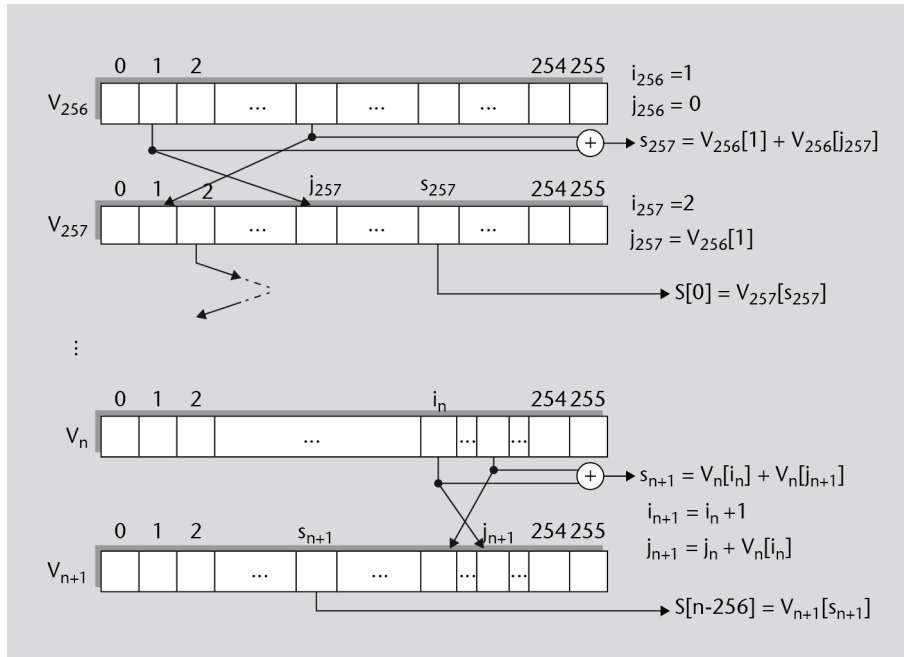 0 1 2 254 255
i₂₅₆ =1
V₂₅₆ ... ... ...
j₂₅₆ = 0
+ s₂₅₇ = V₂₅₆[1] + V₂₅₆[j₂₅₇]
0 1 2 j₂₅₇ s₂₅₇ 254 255
i₂₅₇=2
V₂₅₇ ... ... ...
j₂₅₇ = V₂₅₆[1]
S[0] = V₂₅₇[s₂₅₇]
...
0 1 2 iₙ 254 255
Vₙ ... ... ...
+ sₙ₊₁ = Vₙ[iₙ] + Vₙ[jₙ₊₁]
iₙ₊₁ = iₙ +1
0 1 2 sₙ₊₁ jₙ₊₁ 254 255
jₙ₊₁ = jₙ + Vₙ[iₙ]
Vₙ₊₁ ... ... ... ...
S[n-256] = Vₙ₊₁[sₙ₊₁]